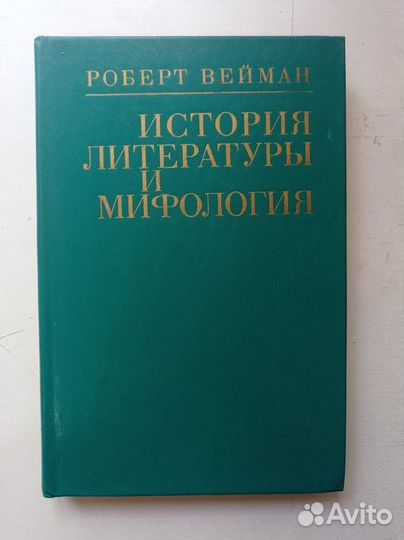 РОБЕРТ ВЕЙМАН
ИСТОРИЯ
ЛИТЕРАТУРЫ
И
МИФОЛОГИЯ
Avito